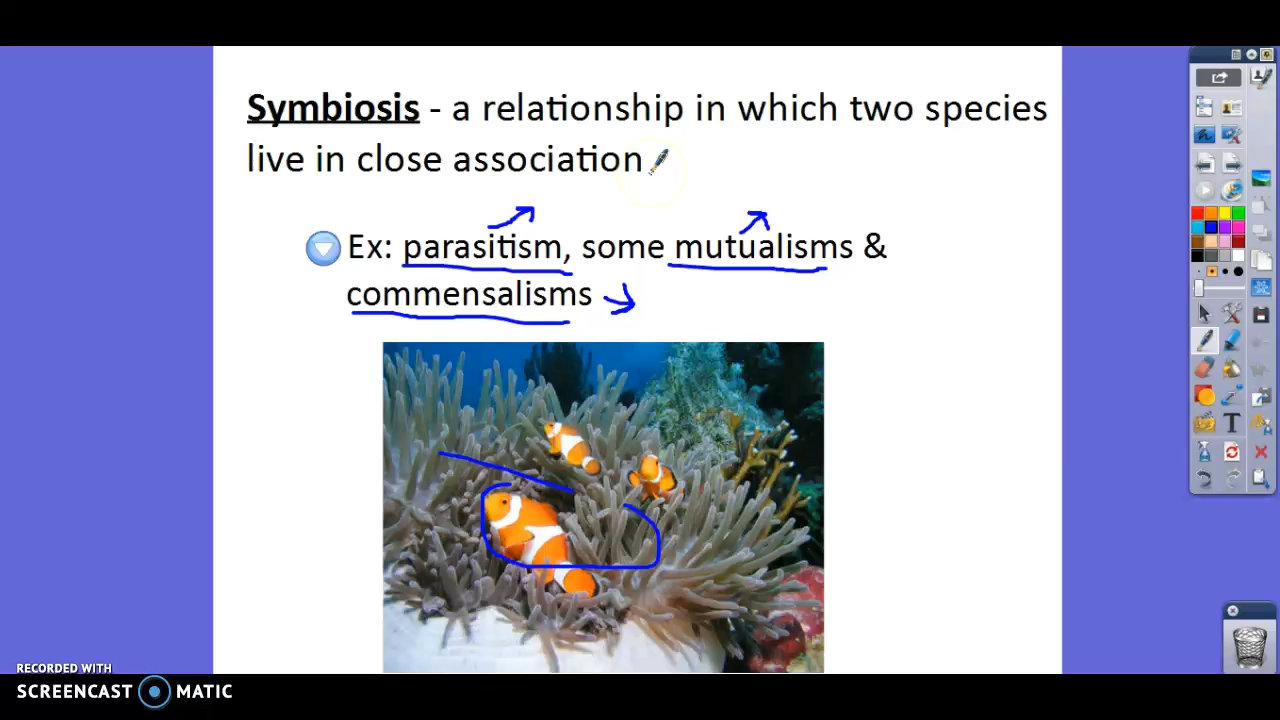 Symbiosis - a relationship in which two species
live in close association
Ex: parasitism, some mutualisms &
commensalisms
T
RECORDED WITH
SCREENCAST MATIC